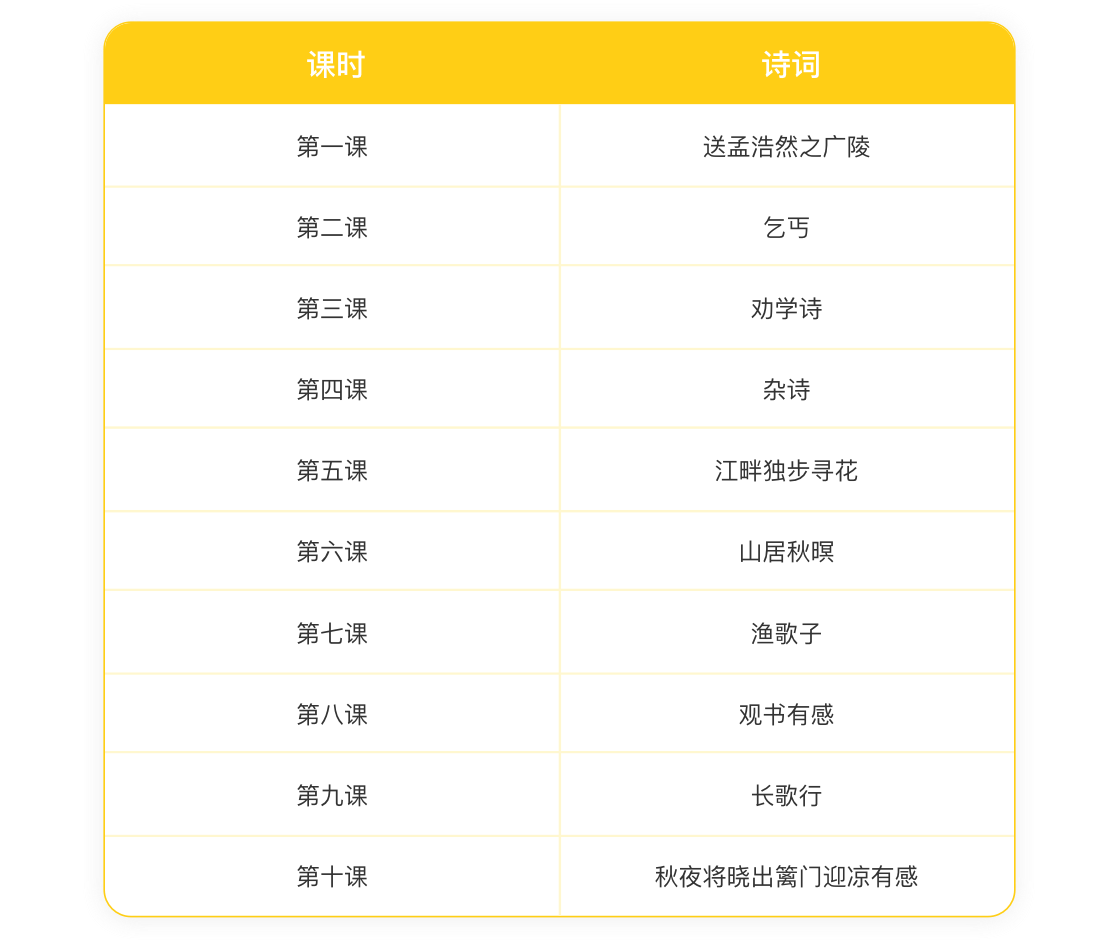 课时 诗词
第一课 送孟浩然之广陵
第二课 乞丐
第三课 劝学诗
第四课 杂诗
第五课 江畔独步寻花
第六课 山居秋暝
第七课 渔歌子
第八课 观书有感
第九课 长歌行
第十课 秋夜将晓出篱门迎凉有感